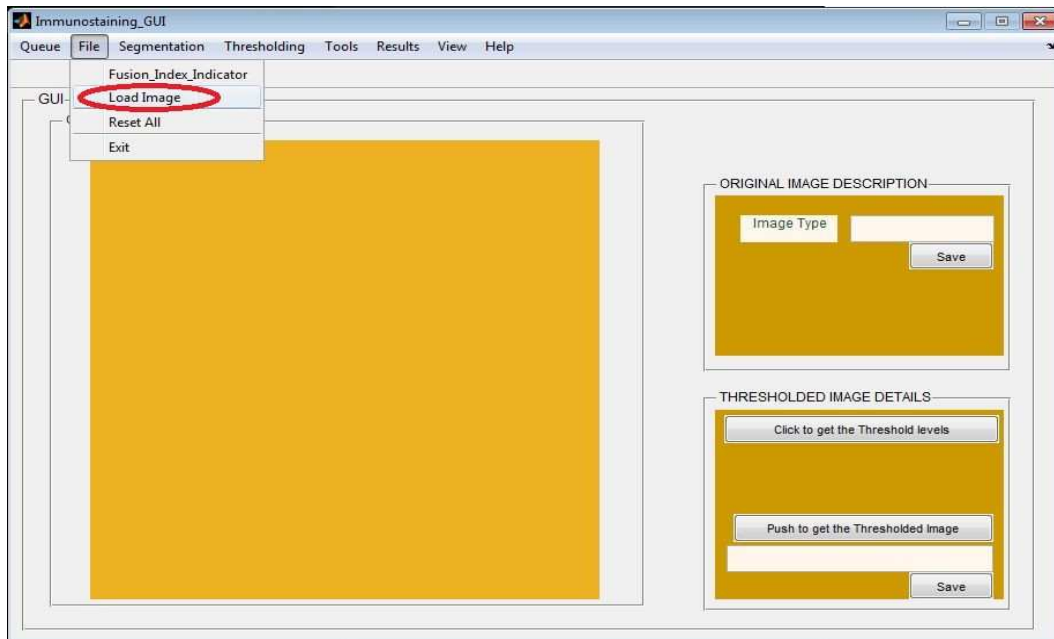 Immunostaining_GUI
Queue File Segmentation Thresholding Tools Results View Help
Fusion_Index_Indicator
Load Image
Reset All
Exit
GUI
ORIGINAL IMAGE DESCRIPTION
Image Type
Save
THRESHOLDED IMAGE DETAILS
Click to get the Threshold levels
Push to get the Thresholded Image
Save